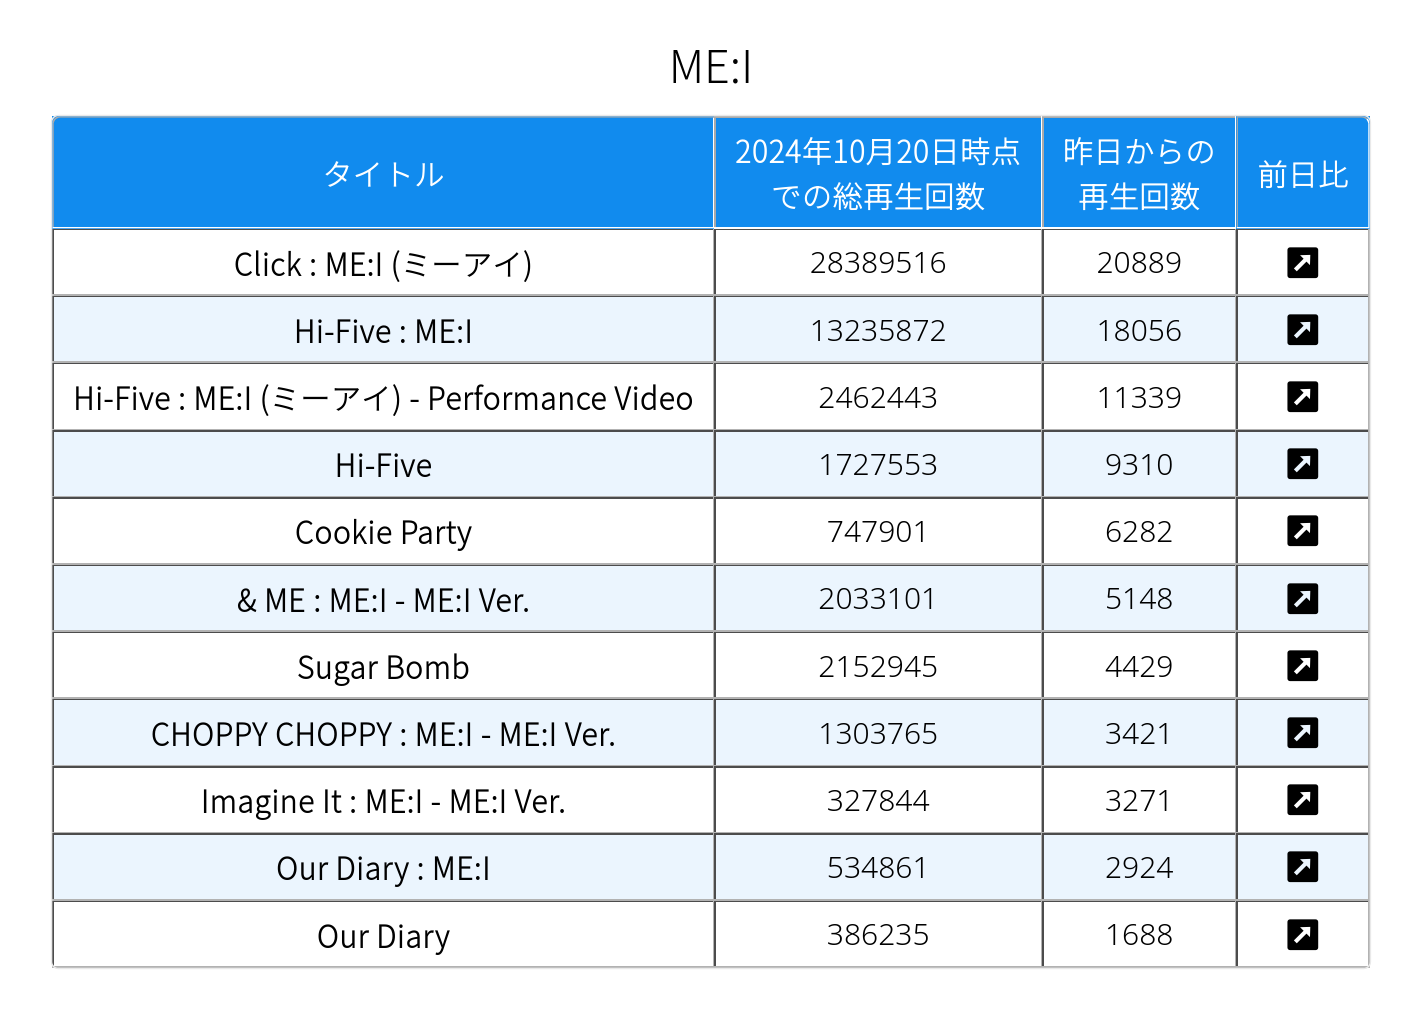 ME:I
タイトル
2024年10月20日時点
での総再生回数
昨日からの
再生回数
前日比
Click : ME:I (ミーアイ) 28389516 20889
Hi-Five : ME:I 13235872 18056
Hi-Five : ME:I (ミーアイ) - Performance Video 2462443 11339
Hi-Five 1727553 9310
Cookie Party 747901 6282
& ME : ME:I - ME:I Ver. 2033101 5148
Sugar Bomb 2152945 4429
CHOPPY CHOPPY : ME:I - ME:I Ver. 1303765 3421
Imagine It : ME:I - ME:I Ver. 327844 3271
Our Diary : ME:I 534861 2924
Our Diary 386235 1688